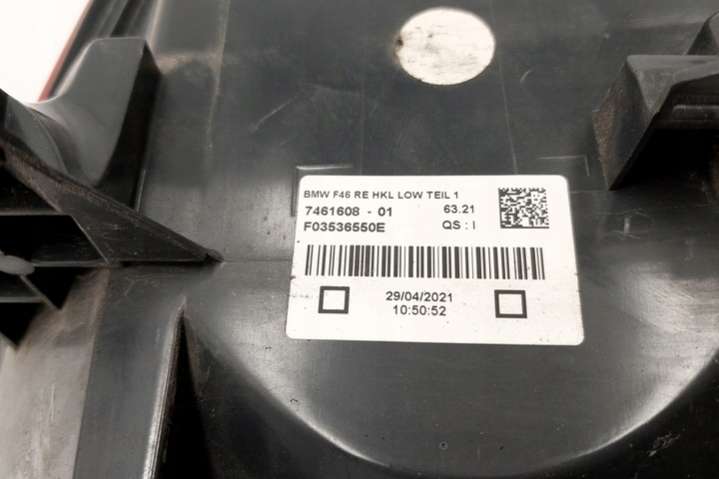 BMW F46 RE HKL LOW TEIL 1
7461608 - 01 63.21
F03536550E QS : I
29/04/2021
10:50:52